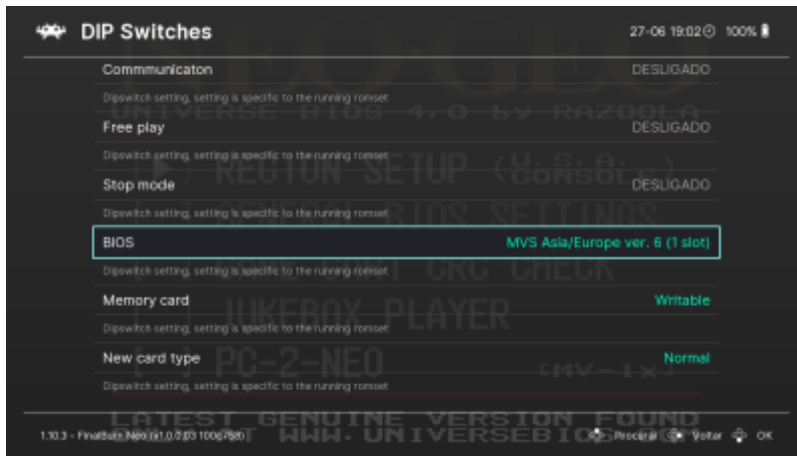 DIP Switches
27-06 19:02 100%
Commmunicaton
DESLIGADO
Dipswitch setting, setting is specific to the running romset
UNIVERSE BIOS 4.0 by RAZOOLA
Free play
DESLIGADO
Dipswitch setting, setting is specific to the running romset
REGION SETUP
Stop mode
DESLIGADO
Dipswitch setting, setting is specific to the running romset
GENERAL BIOS SETTINGS
BIOS
MVS Asia/Europe ver. 6 (1 slot)
Dipswitch setting, setting is specific to the running romset
GAME CART CRC CHECK
Memory card
Writable
JUKEBOX PLAYER
Dipswitch setting, setting is specific to the running romset
New card type
Normal
[ ] PC-2-NEO
(MV-1x)
Dipswitch setting, setting is specific to the running romset
LATEST GENUINE VERSION FOUND
1.10.3 - FinalBurn Neo
WWW.UNIVERSEBIOS
Procurar
Voltar
OK